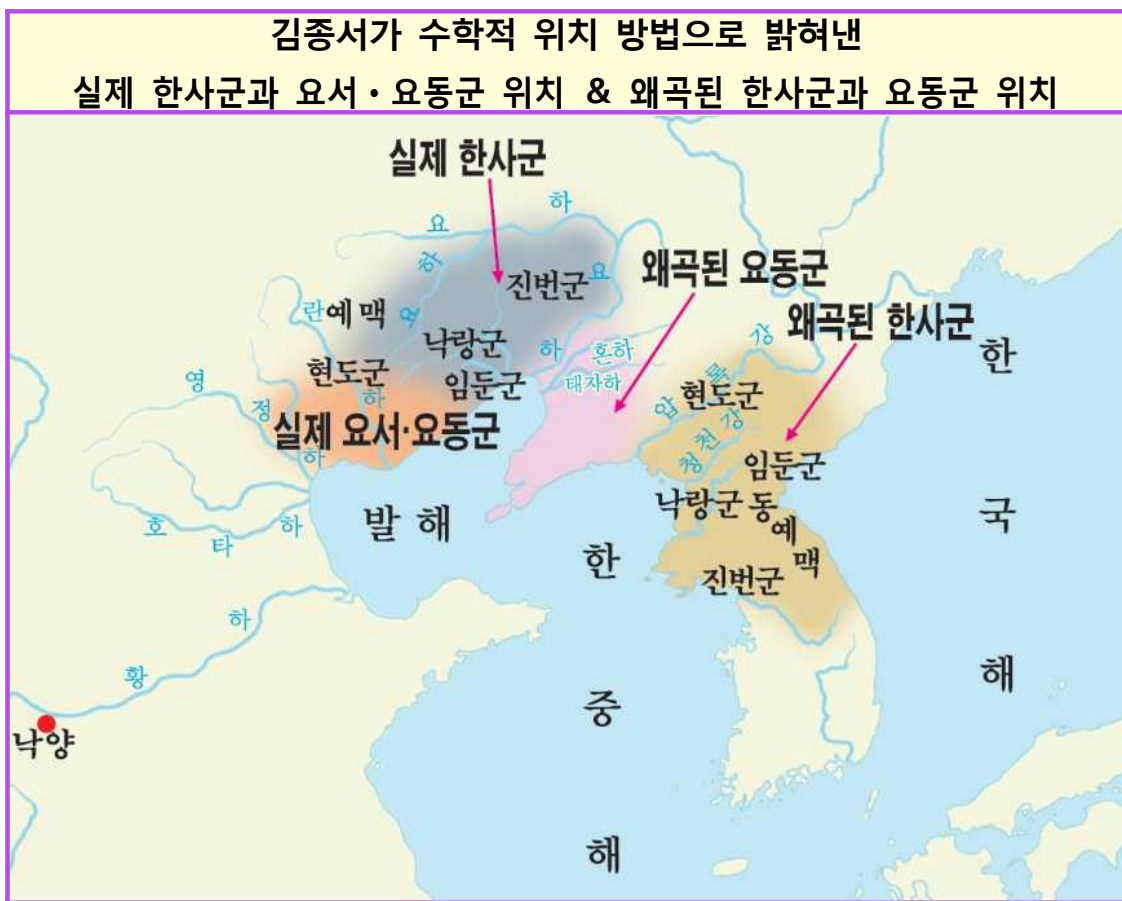 김종서가 수학적 위치 방법으로 밝혀낸
실제 한사군과 요서・요동군 위치 & 왜곡된 한사군과 요동군 위치
실제 한사군
요하
왜곡된 요동군
진번군
요하
요하
란하
예맥
왜곡된 한사군
낙랑군
혼하
한국해
현도군
임둔군
태자하
압록강
현도군
영정하
실제 요서·요동군
청천강
임둔군
낙랑군
동예맥
발해
호타하
진번군
한중해
황하
낙양